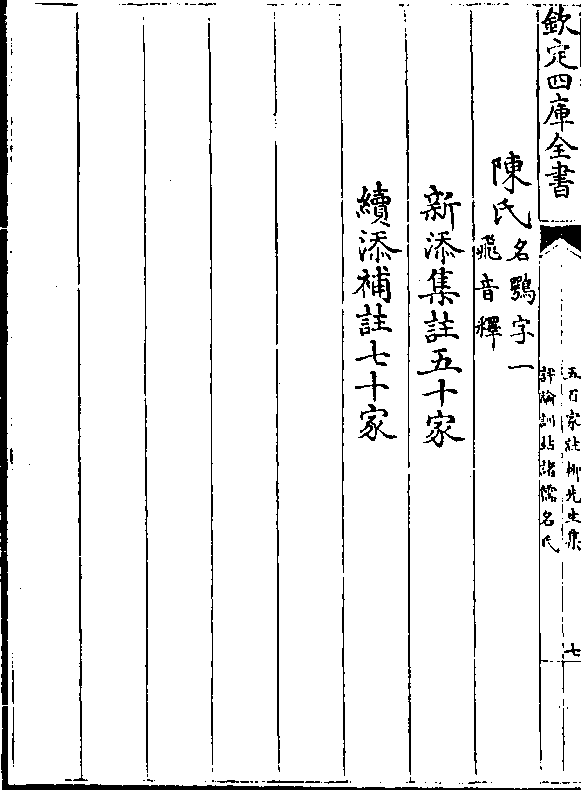 欽定四庫全書
五百家註柳先生集
評論訓詁諸儒名氏
七
陳氏名鶚字一
飛音釋
新添集註五十家
續添補註七十家